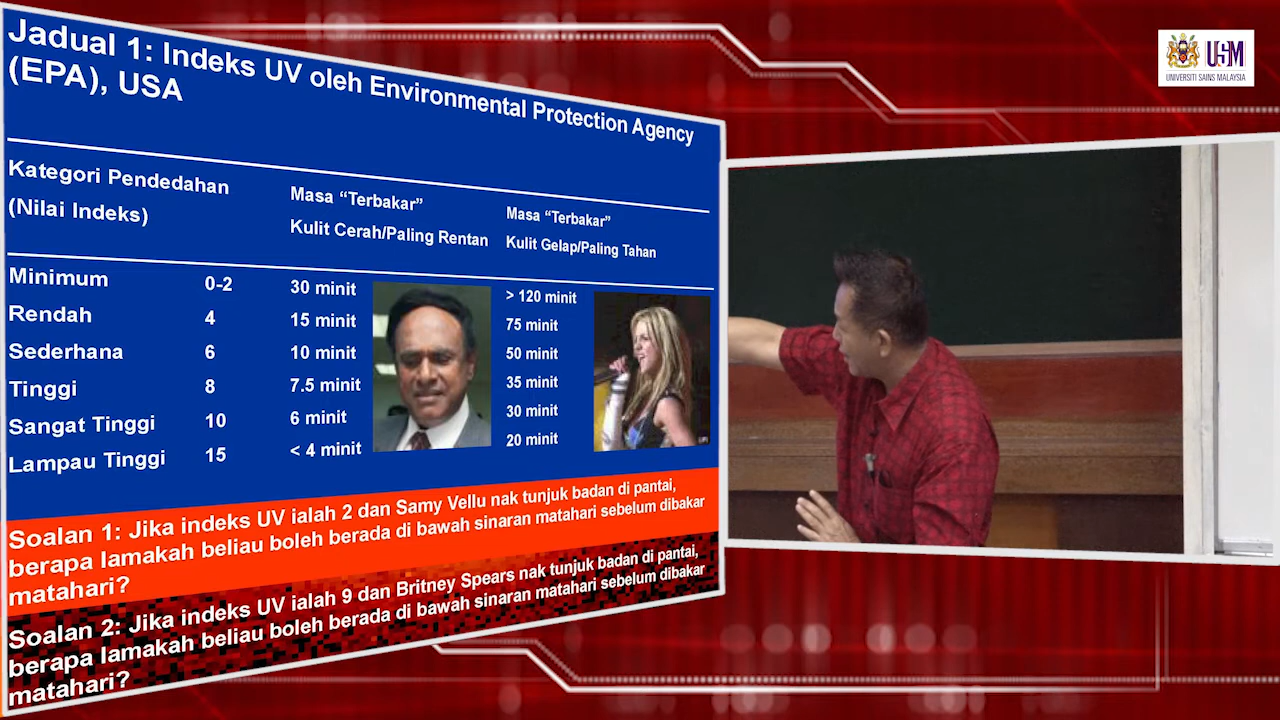 Jadual 1: Indeks UV oleh Environmental Protection Agency
(EPA), USA
Kategori Pendedahan
(Nilai Indeks)
Masa “Terbakar”
Kulit Cerah/Paling Rentan
Masa “Terbakar”
Kulit Gelap/Paling Tahan
Minimum 0-2 30 minit > 120 minit
Rendah 4 15 minit 75 minit
Sederhana 6 10 minit 50 minit
Tinggi 8 7.5 minit 35 minit
Sangat Tinggi 10 6 minit 30 minit
Lampau Tinggi 15 < 4 minit 20 minit
Soalan 1: Jika indeks UV ialah 2 dan Samy Vellu nak tunjuk badan di pantai,
berapa lamakah beliau boleh berada di bawah sinaran matahari sebelum dibakar
matahari?
Soalan 2: Jika indeks UV ialah 9 dan Britney Spears nak tunjuk badan di pantai,
berapa lamakah beliau boleh berada di bawah sinaran matahari sebelum dibakar
matahari?
USM
UNIVERSITI SAINS MALAYSIA